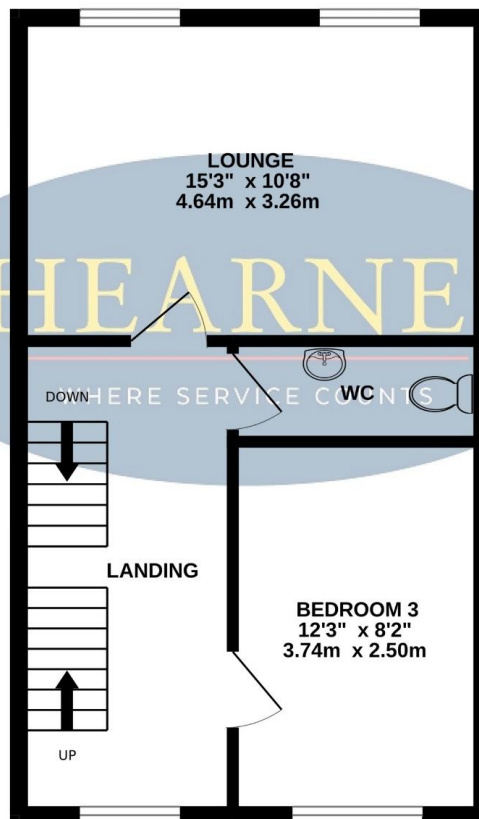 LOUNGE
15'3" x 10'8"
4.64m x 3.26m
HEARNE
WHERE SERVICE COUNTS
DOWN
WC
LANDING
BEDROOM 3
12'3" x 8'2"
3.74m x 2.50m
UP